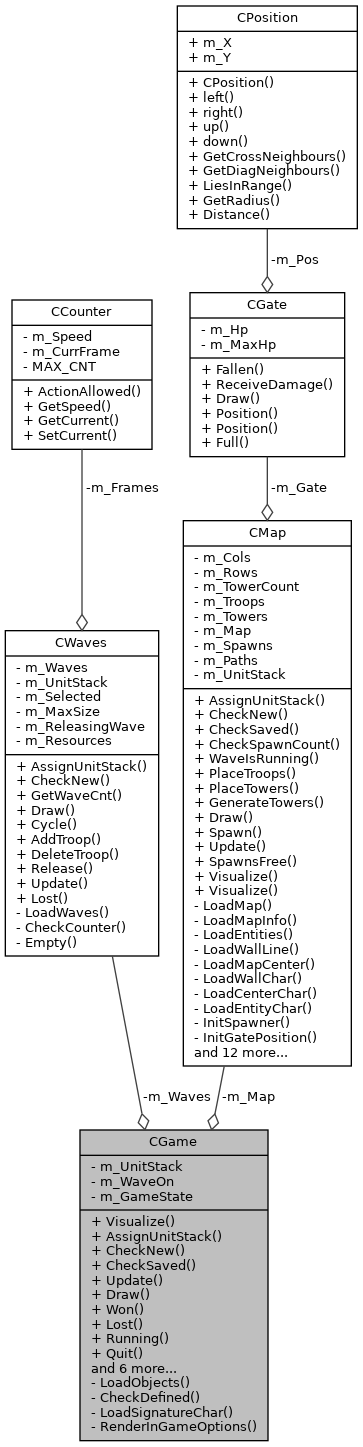 CPosition
+ m_X
+ m_Y
+ CPosition()
+ left()
+ right()
+ up()
+ down()
+ GetCrossNeighbours()
+ GetDiagNeighbours()
+ LiesInRange()
+ GetRadius()
+ Distance()
-m_Pos
CGate
- m_Hp
- m_MaxHp
+ Fallen()
+ ReceiveDamage()
+ Draw()
+ Position()
+ Position()
+ Full()
CCounter
- m_Speed
- m_CurrFrame
- MAX_CNT
+ ActionAllowed()
+ GetSpeed()
+ GetCurrent()
+ SetCurrent()
-m_Frames
-m_Gate
CMap
- m_Cols
- m_Rows
- m_TowerCount
- m_Troops
- m_Towers
- m_Map
- m_Spawns
- m_Paths
- m_UnitStack
+ AssignUnitStack()
+ CheckNew()
+ CheckSaved()
+ CheckSpawnCount()
+ WaveIsRunning()
+ PlaceTroops()
+ PlaceTowers()
+ GenerateTowers()
+ Draw()
+ Spawn()
+ Update()
+ SpawnsFree()
+ Visualize()
+ Visualize()
- LoadMap()
- LoadMapInfo()
- LoadEntities()
- LoadWallLine()
- LoadMapCenter()
- LoadWallChar()
- LoadCenterChar()
- LoadEntityChar()
- InitSpawner()
- InitGatePosition()
and 12 more...
CWaves
- m_Waves
- m_UnitStack
- m_Selected
- m_MaxSize
- m_ReleasingWave
- m_Resources
+ AssignUnitStack()
+ CheckNew()
+ GetWaveCnt()
+ Draw()
+ Cycle()
+ AddTroop()
+ DeleteTroop()
+ Release()
+ Update()
+ Lost()
- LoadWaves()
- CheckCounter()
- Empty()
-m_Waves
-m_Map
CGame
- m_UnitStack
- m_WaveOn
- m_GameState
+ Visualize()
+ AssignUnitStack()
+ CheckNew()
+ CheckSaved()
+ Update()
+ Draw()
+ Won()
+ Lost()
+ Running()
+ Quit()
and 6 more...
- LoadObjects()
- CheckDefined()
- LoadSignatureChar()
- RenderInGameOptions()